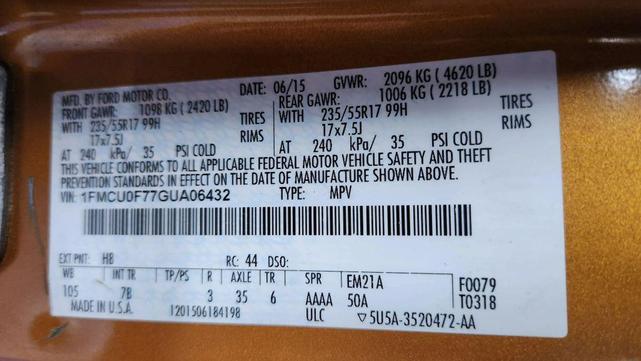 MFD. BY FORD MOTOR CO.
DATE: 06/15 GVWR: 2096 KG ( 4620 LB)
FRONT GAWR: 1098 KG ( 2420 LB)
REAR GAWR: 1006 KG ( 2218 LB)
WITH 235/55R17 99H TIRES
17x7.5J RIMS
AT 240 kPa/ 35 PSI COLD
WITH 235/55R17 99H TIRES
17x7.5J RIMS
AT 240 kPa/ 35 PSI COLD
THIS VEHICLE CONFORMS TO ALL APPLICABLE FEDERAL MOTOR VEHICLE SAFETY AND THEFT
PREVENTION STANDARDS IN EFFECT ON THE DATE OF MANUFACTURE SHOWN ABOVE.
VIN: 1FMCU0F77GUA06432 TYPE: MPV
EXT PNT: H8 RC: 44 DSO:
WB INT TR TP/PS R AXLE TR SPR EM21A F0079
105 7B 3 35 6 AAAA 50A T0318
MADE IN U.S.A. 1201506184198 ULC ▽5U5A-3520472-AA